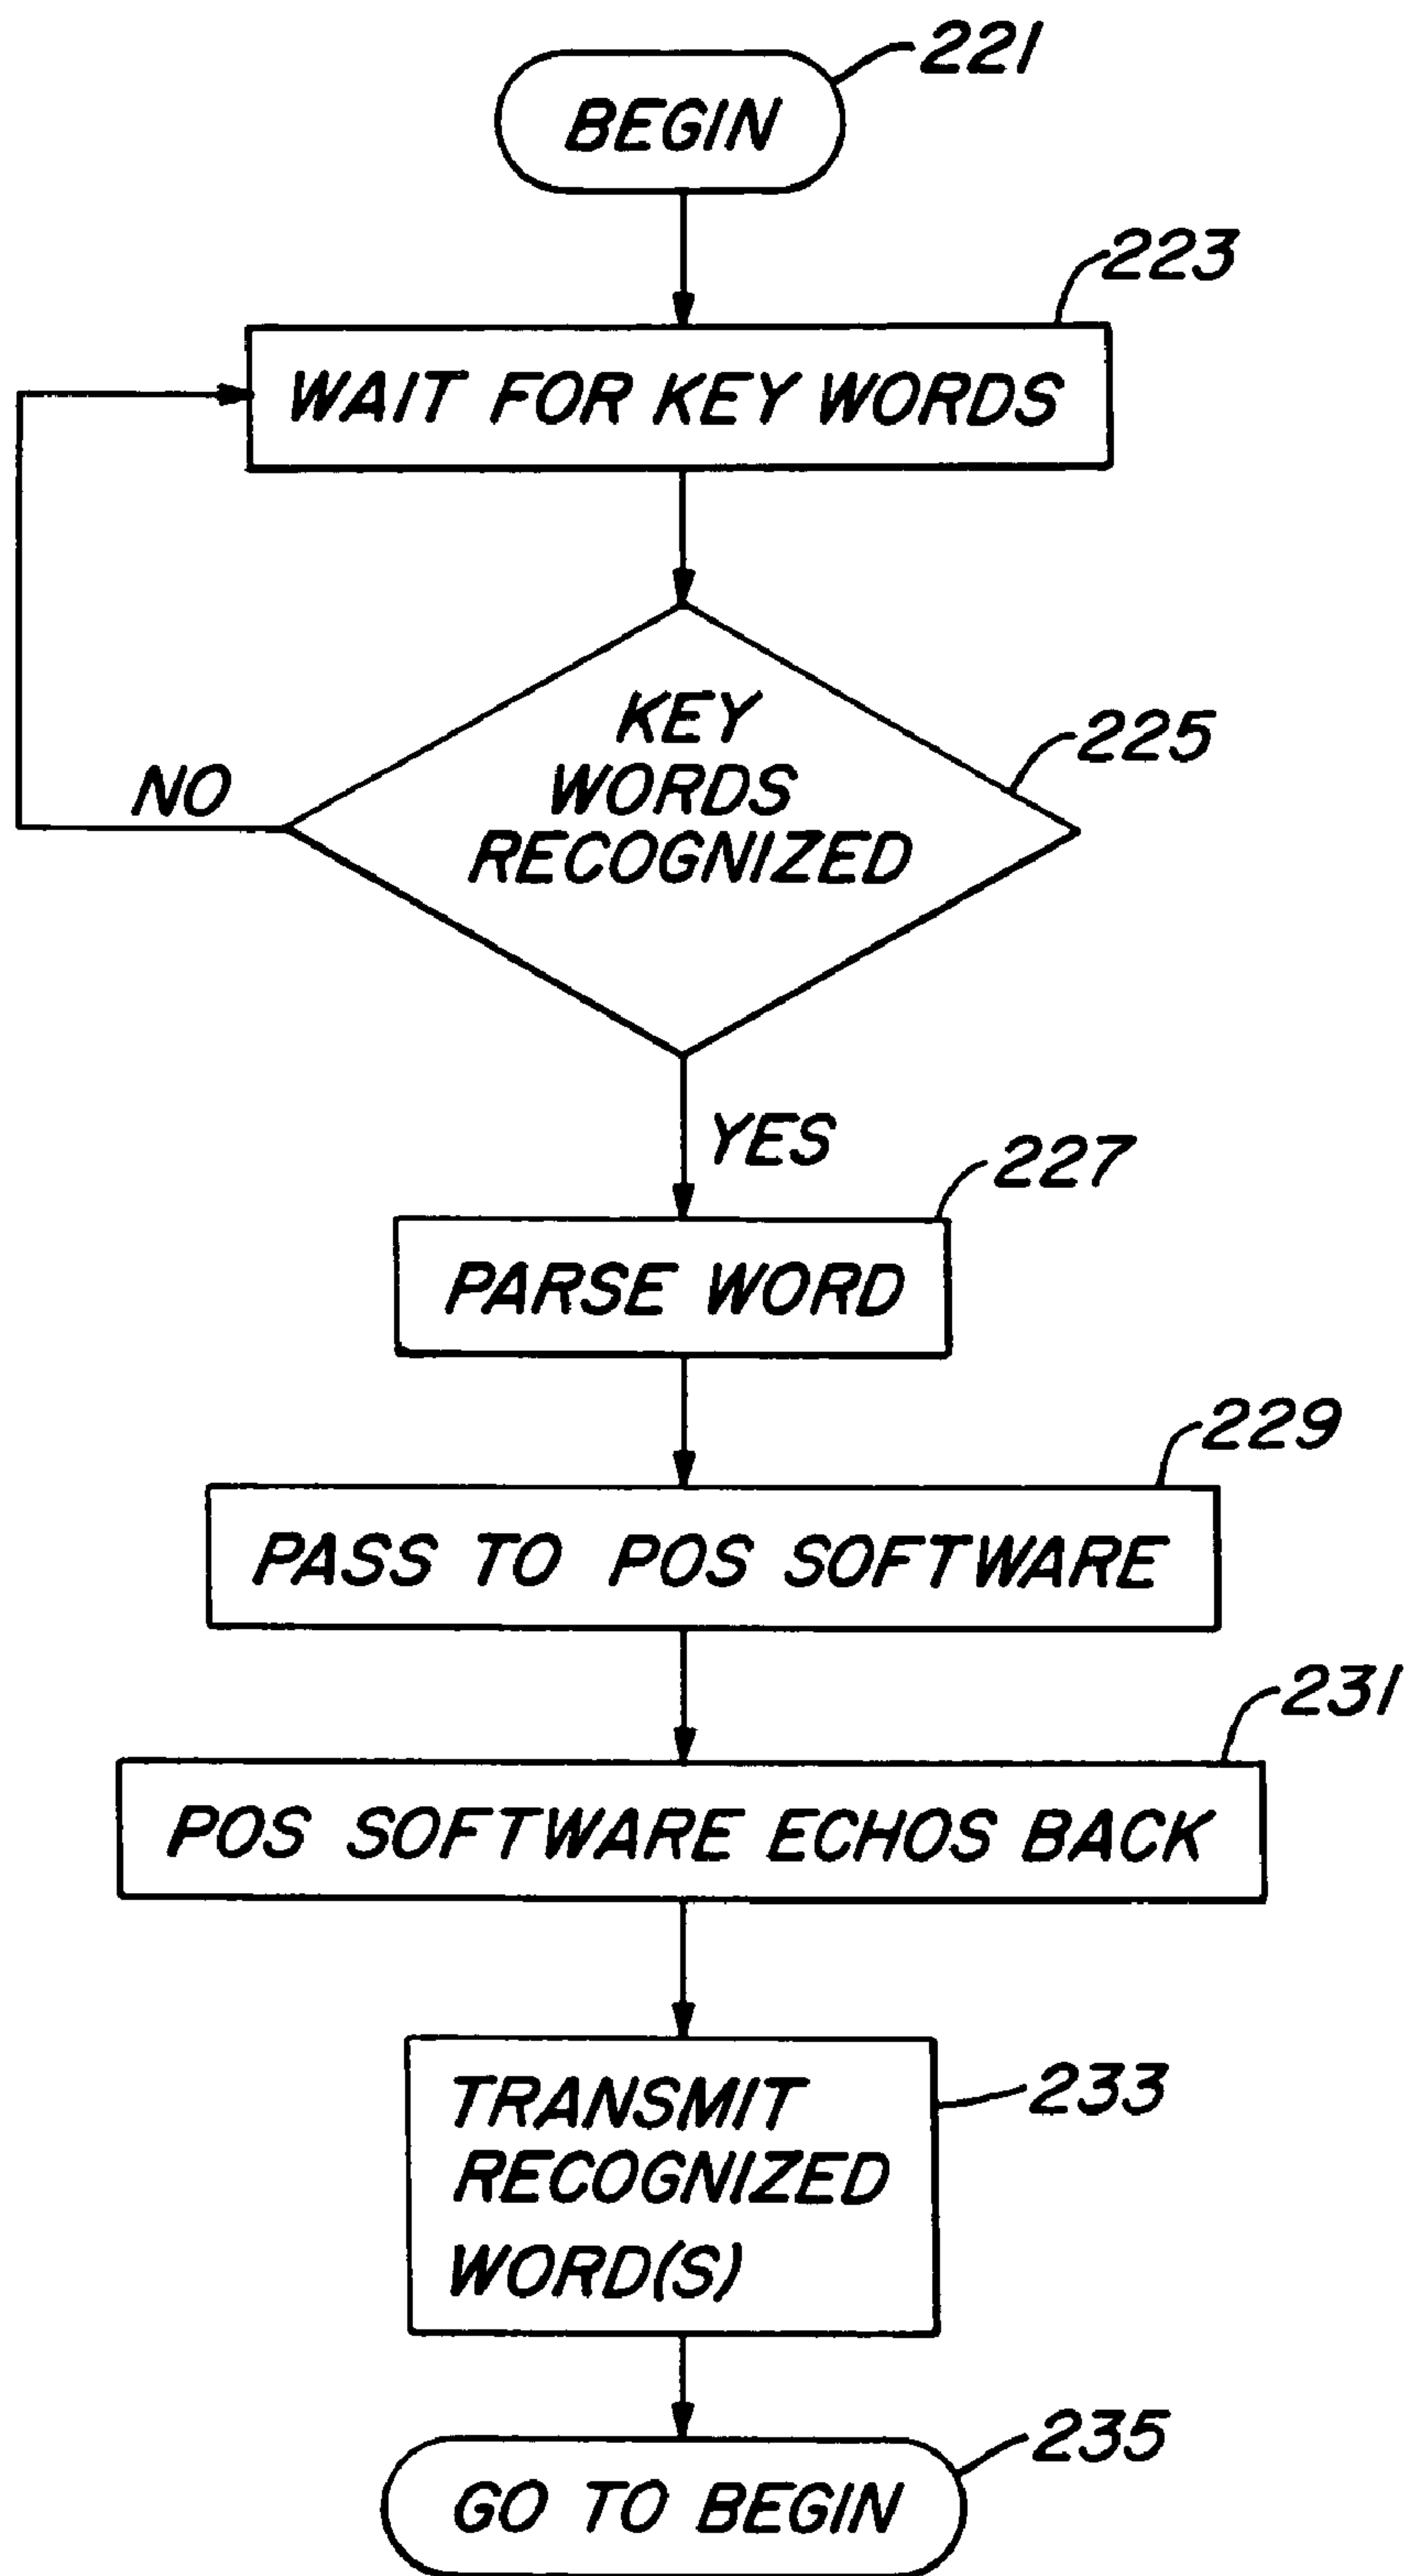 221
BEGIN
223
WAIT FOR KEY WORDS
KEY
WORDS
RECOGNIZED
225
NO
YES
227
PARSE WORD
229
PASS TO POS SOFTWARE
231
POS SOFTWARE ECHOS BACK
TRANSMIT
RECOGNIZED
WORD(S)
233
235
GO TO BEGIN